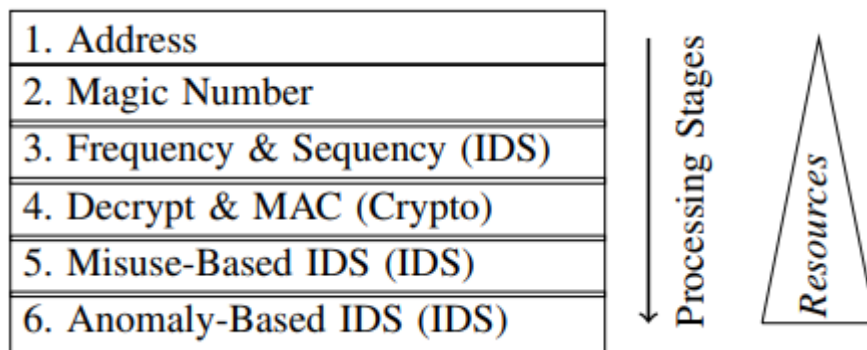 1. Address
2. Magic Number
3. Frequency & Sequency (IDS)
4. Decrypt & MAC (Crypto)
5. Misuse-Based IDS (IDS)
6. Anomaly-Based IDS (IDS)
Processing Stages
Resources